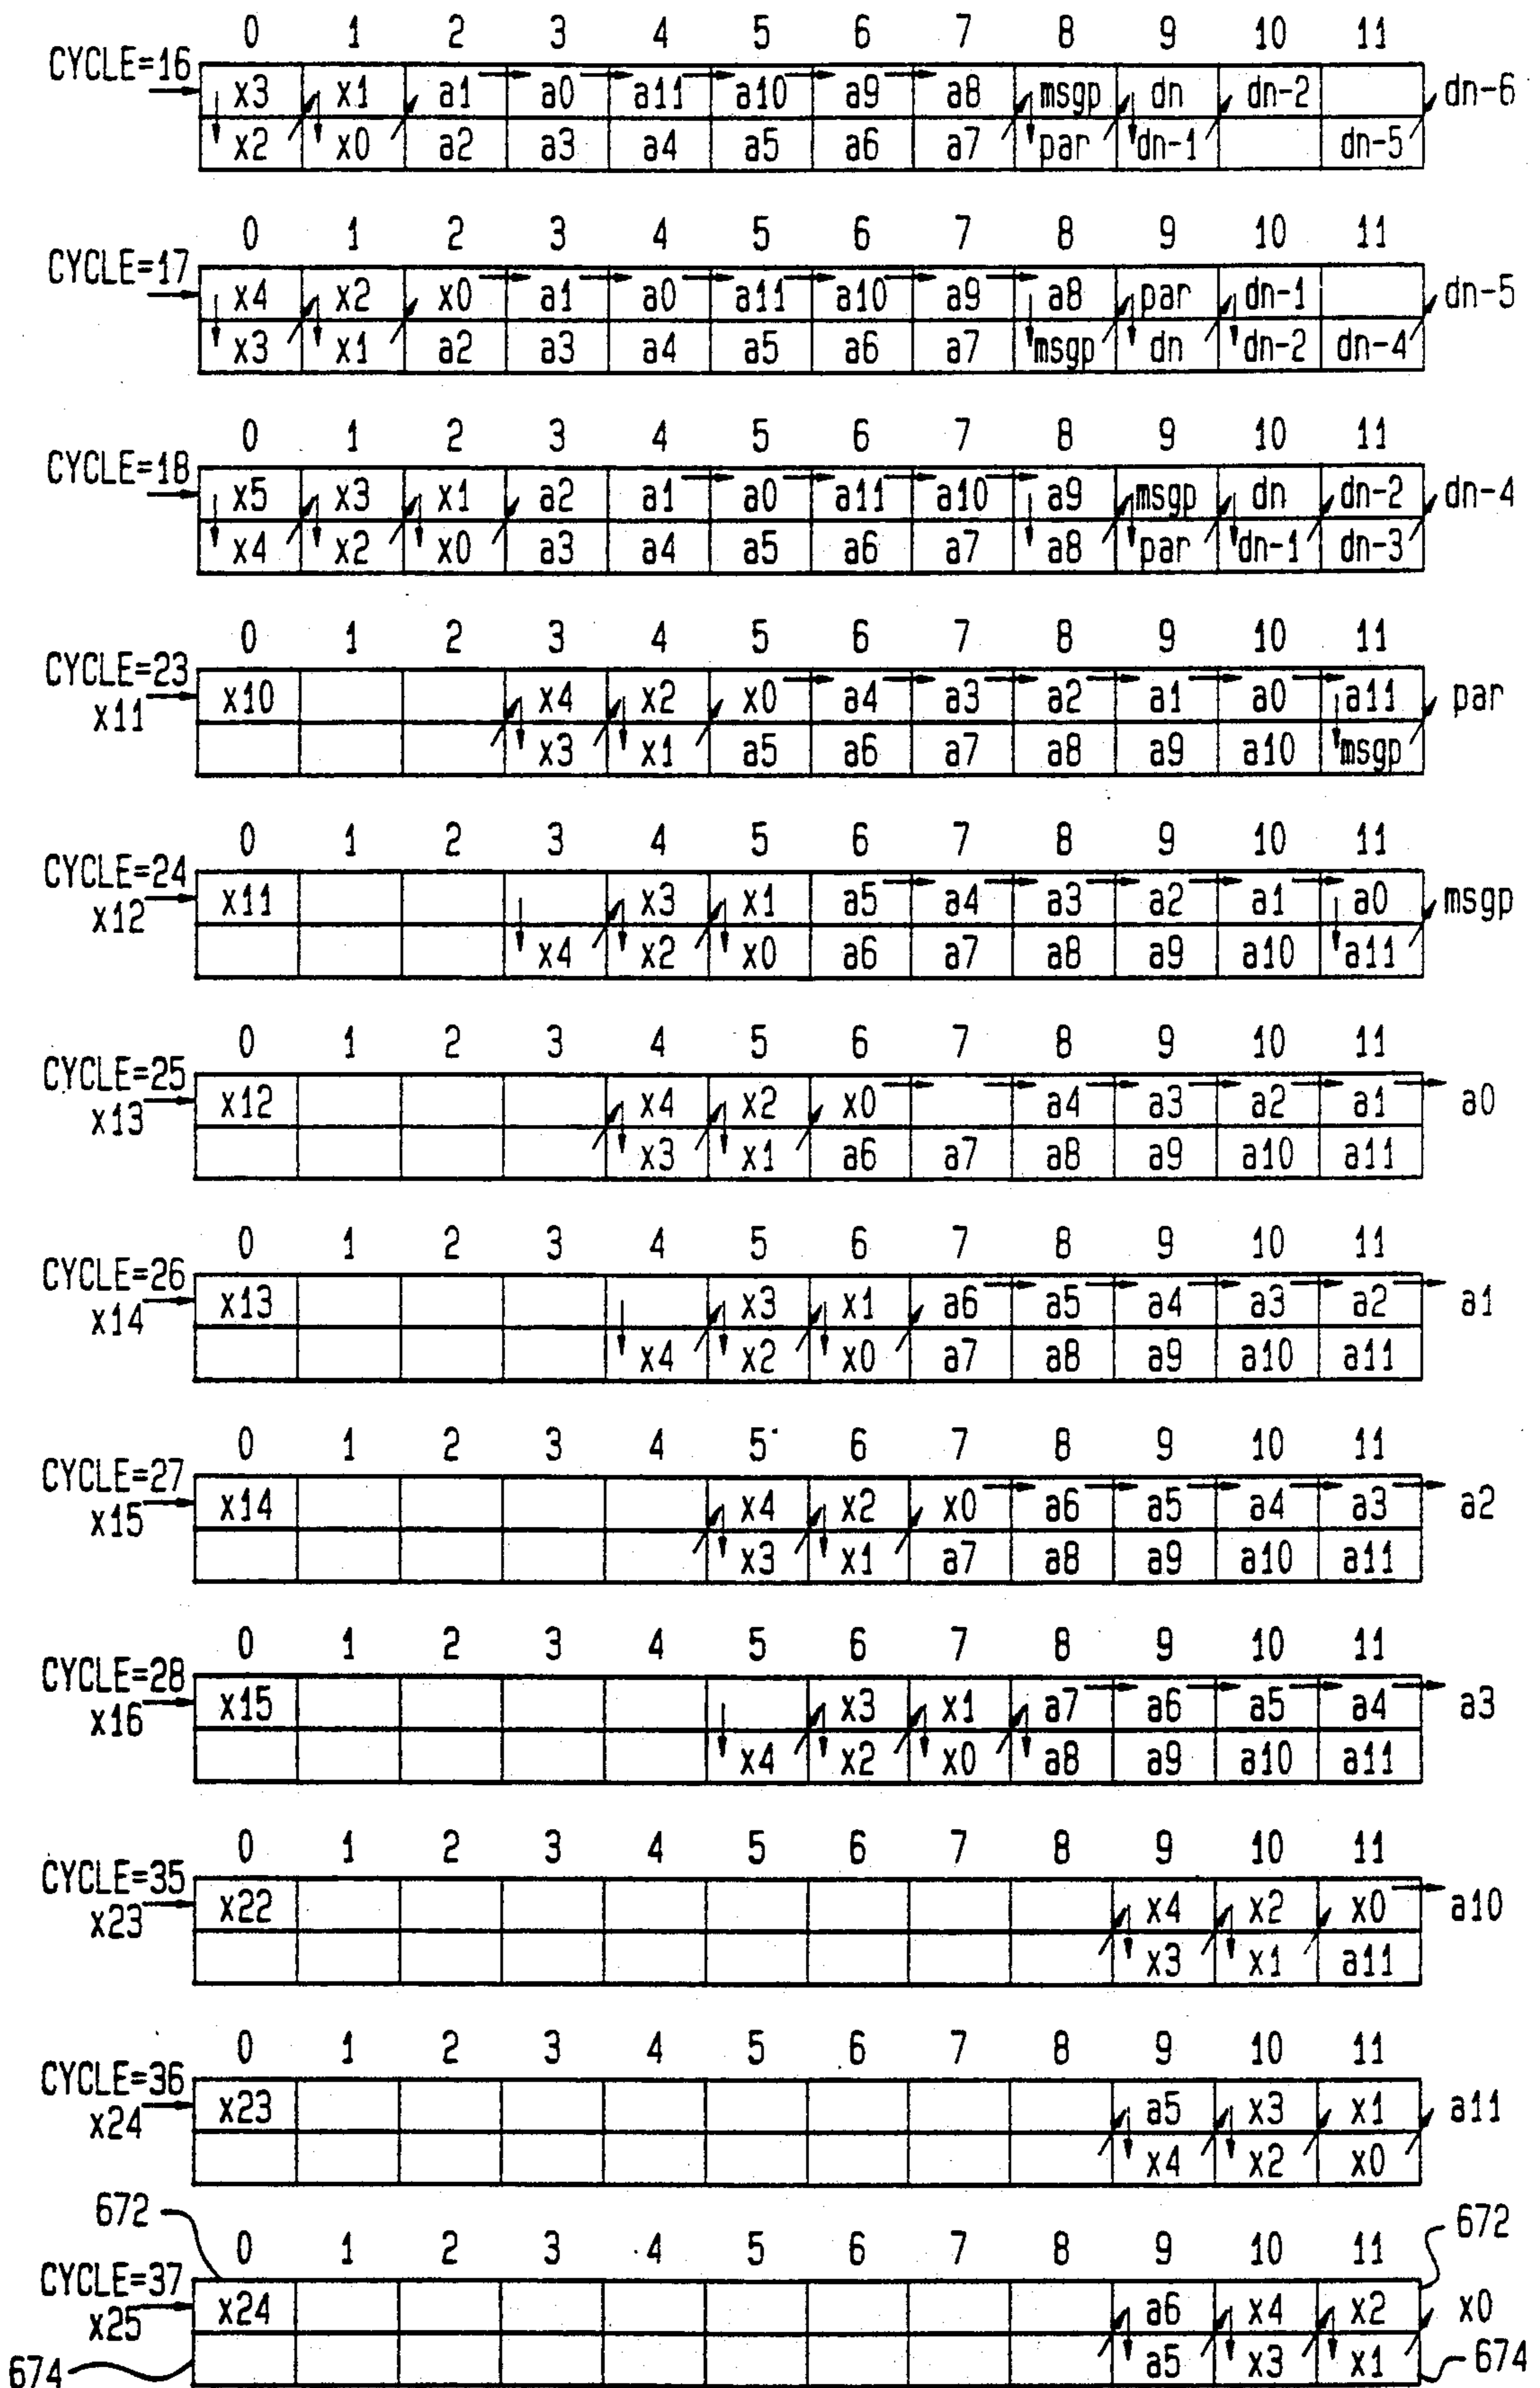 0 1 2 3 4 5 6 7 8 9 10 11
CYCLE=16
x3 x1 a1 a0 a11 a10 a9 a8 msgp dn dn-2 dn-6
x2 x0 a2 a3 a4 a5 a6 a7 par dn-1 dn-5
0 1 2 3 4 5 6 7 8 9 10 11
CYCLE=17
x4 x2 x0 a1 a0 a11 a10 a9 a8 par dn-1 dn-5
x3 x1 a2 a3 a4 a5 a6 a7 msgp dn dn-2 dn-4
0 1 2 3 4 5 6 7 8 9 10 11
CYCLE=18
x5 x3 x1 a2 a1 a0 a11 a10 a9 msgp dn dn-2 dn-4
x4 x2 x0 a3 a4 a5 a6 a7 a8 par dn-1 dn-3
0 1 2 3 4 5 6 7 8 9 10 11
CYCLE=23
x11 x10 x4 x2 x0 a4 a3 a2 a1 a0 a11 par
x3 x1 a5 a6 a7 a8 a9 a10 msgp
0 1 2 3 4 5 6 7 8 9 10 11
CYCLE=24
x12 x11 x3 x1 a5 a4 a3 a2 a1 a0 msgp
x4 x2 x0 a6 a7 a8 a9 a10 a11
0 1 2 3 4 5 6 7 8 9 10 11
CYCLE=25
x13 x12 x4 x2 x0 a4 a3 a2 a1 a0
x3 x1 a6 a7 a8 a9 a10 a11
0 1 2 3 4 5 6 7 8 9 10 11
CYCLE=26
x14 x13 x3 x1 a6 a5 a4 a3 a2 a1
x4 x2 x0 a7 a8 a9 a10 a11
0 1 2 3 4 5 6 7 8 9 10 11
CYCLE=27
x15 x14 x4 x2 x0 a6 a5 a4 a3 a2
x3 x1 a7 a8 a9 a10 a11
0 1 2 3 4 5 6 7 8 9 10 11
CYCLE=28
x16 x15 x3 x1 a7 a6 a5 a4 a3
x4 x2 x0 a8 a9 a10 a11
0 1 2 3 4 5 6 7 8 9 10 11
CYCLE=35
x23 x22 x4 x2 x0 a10
x3 x1 a11
0 1 2 3 4 5 6 7 8 9 10 11
CYCLE=36
x24 x23 a5 x3 x1 a11
x4 x2 x0
672 672
0 1 2 3 4 5 6 7 8 9 10 11
CYCLE=37
x25 x24 a6 x4 x2 x0
674 a5 x3 x1 674